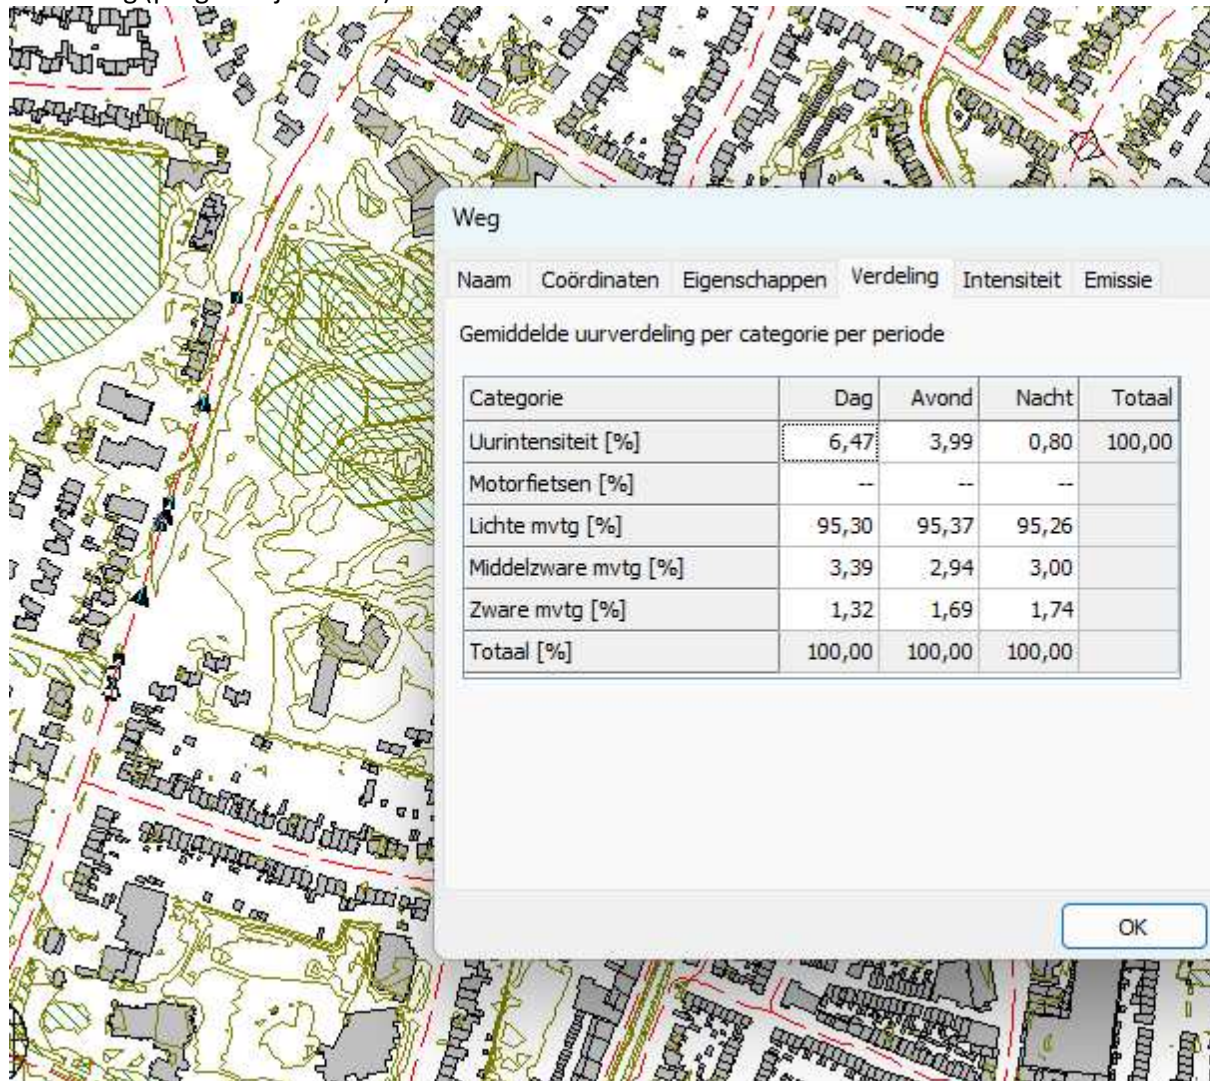 Weg
Naam Coördinaten Eigenschappen Verdeling Intensiteit Emissie
Gemiddelde uurverdeling per categorie per periode
Categorie Dag Avond Nacht Totaal
Uurintensiteit [%] 6,47 3,99 0,80 100,00
Motorfietsen [%] -- -- --
Lichte mvtg [%] 95,30 95,37 95,26
Middelzware mvtg [%] 3,39 2,94 3,00
Zware mvtg [%] 1,32 1,69 1,74
Totaal [%] 100,00 100,00 100,00
OK